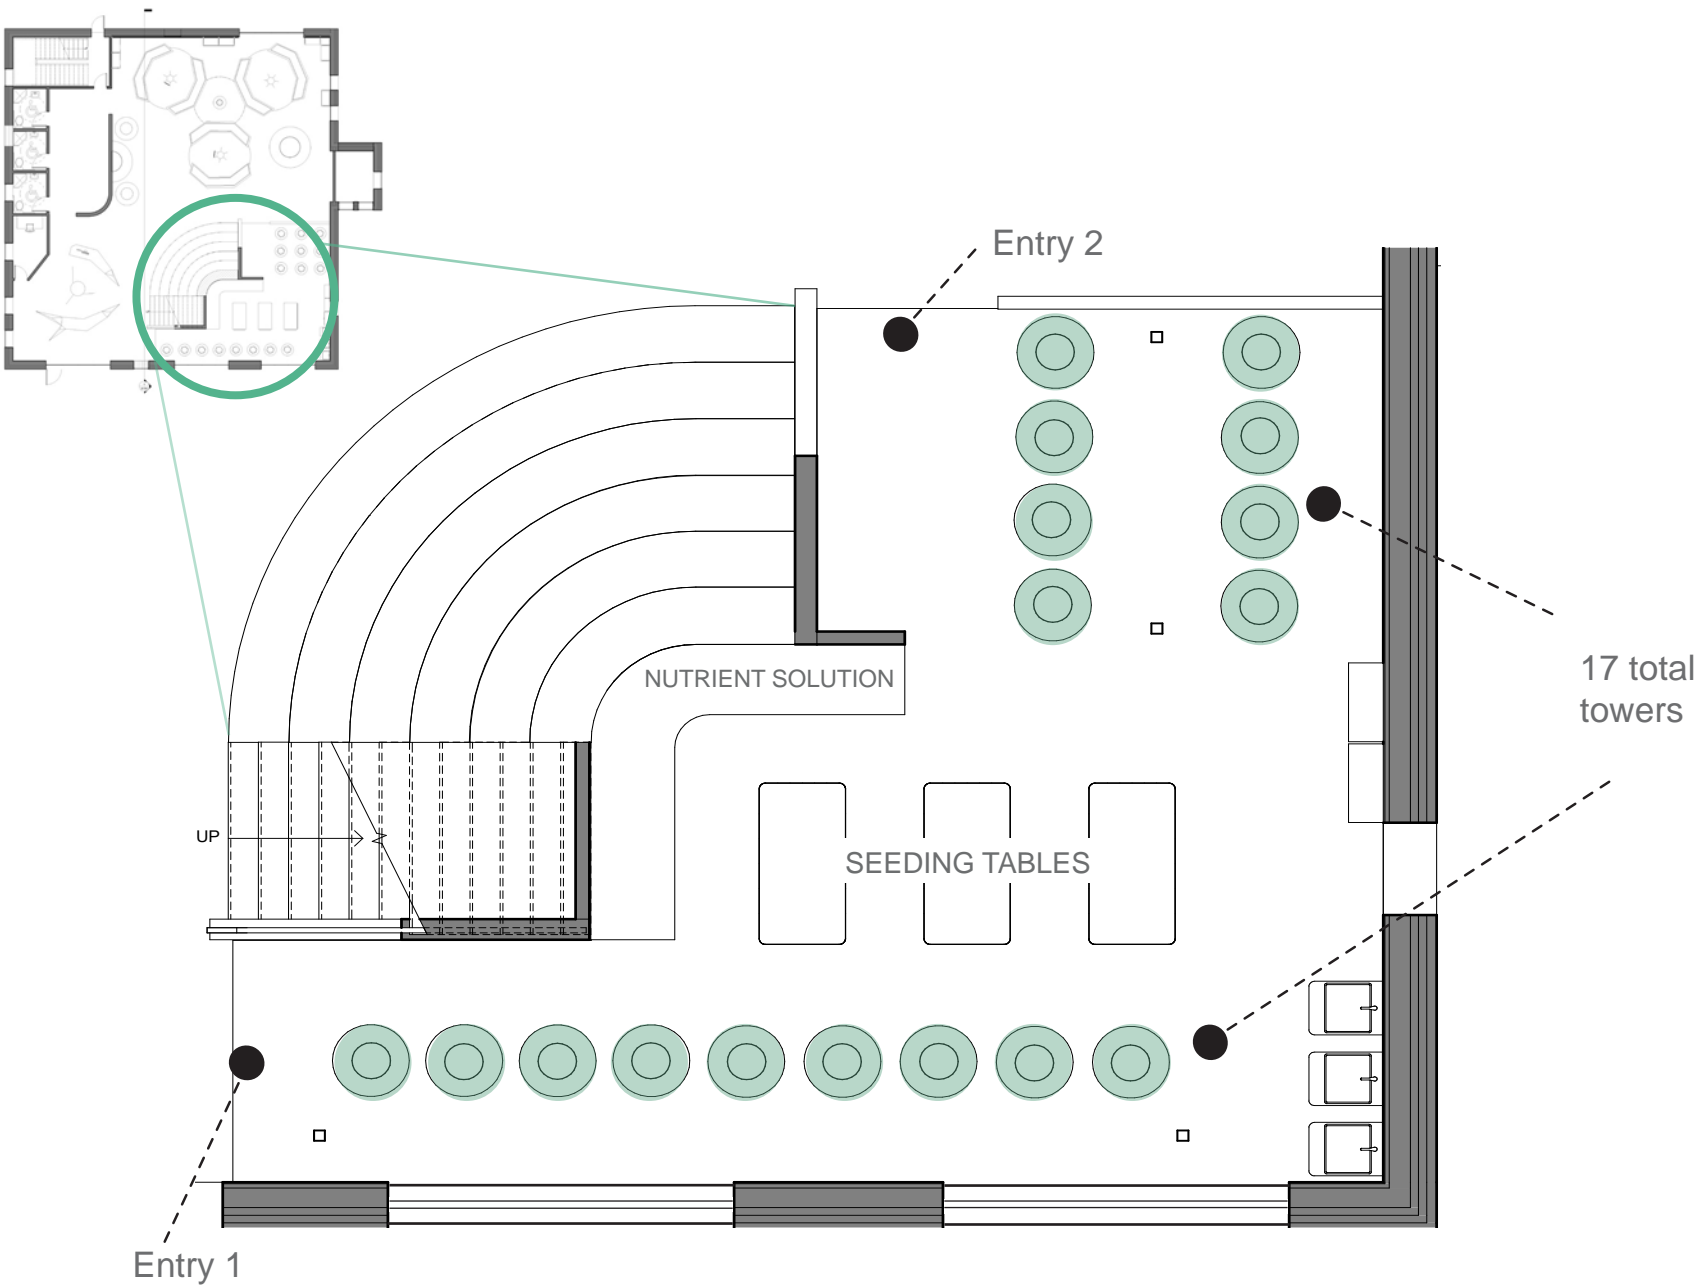 Entry 2
NUTRIENT SOLUTION
17 total
towers
UP
SEEDING TABLES
Entry 1